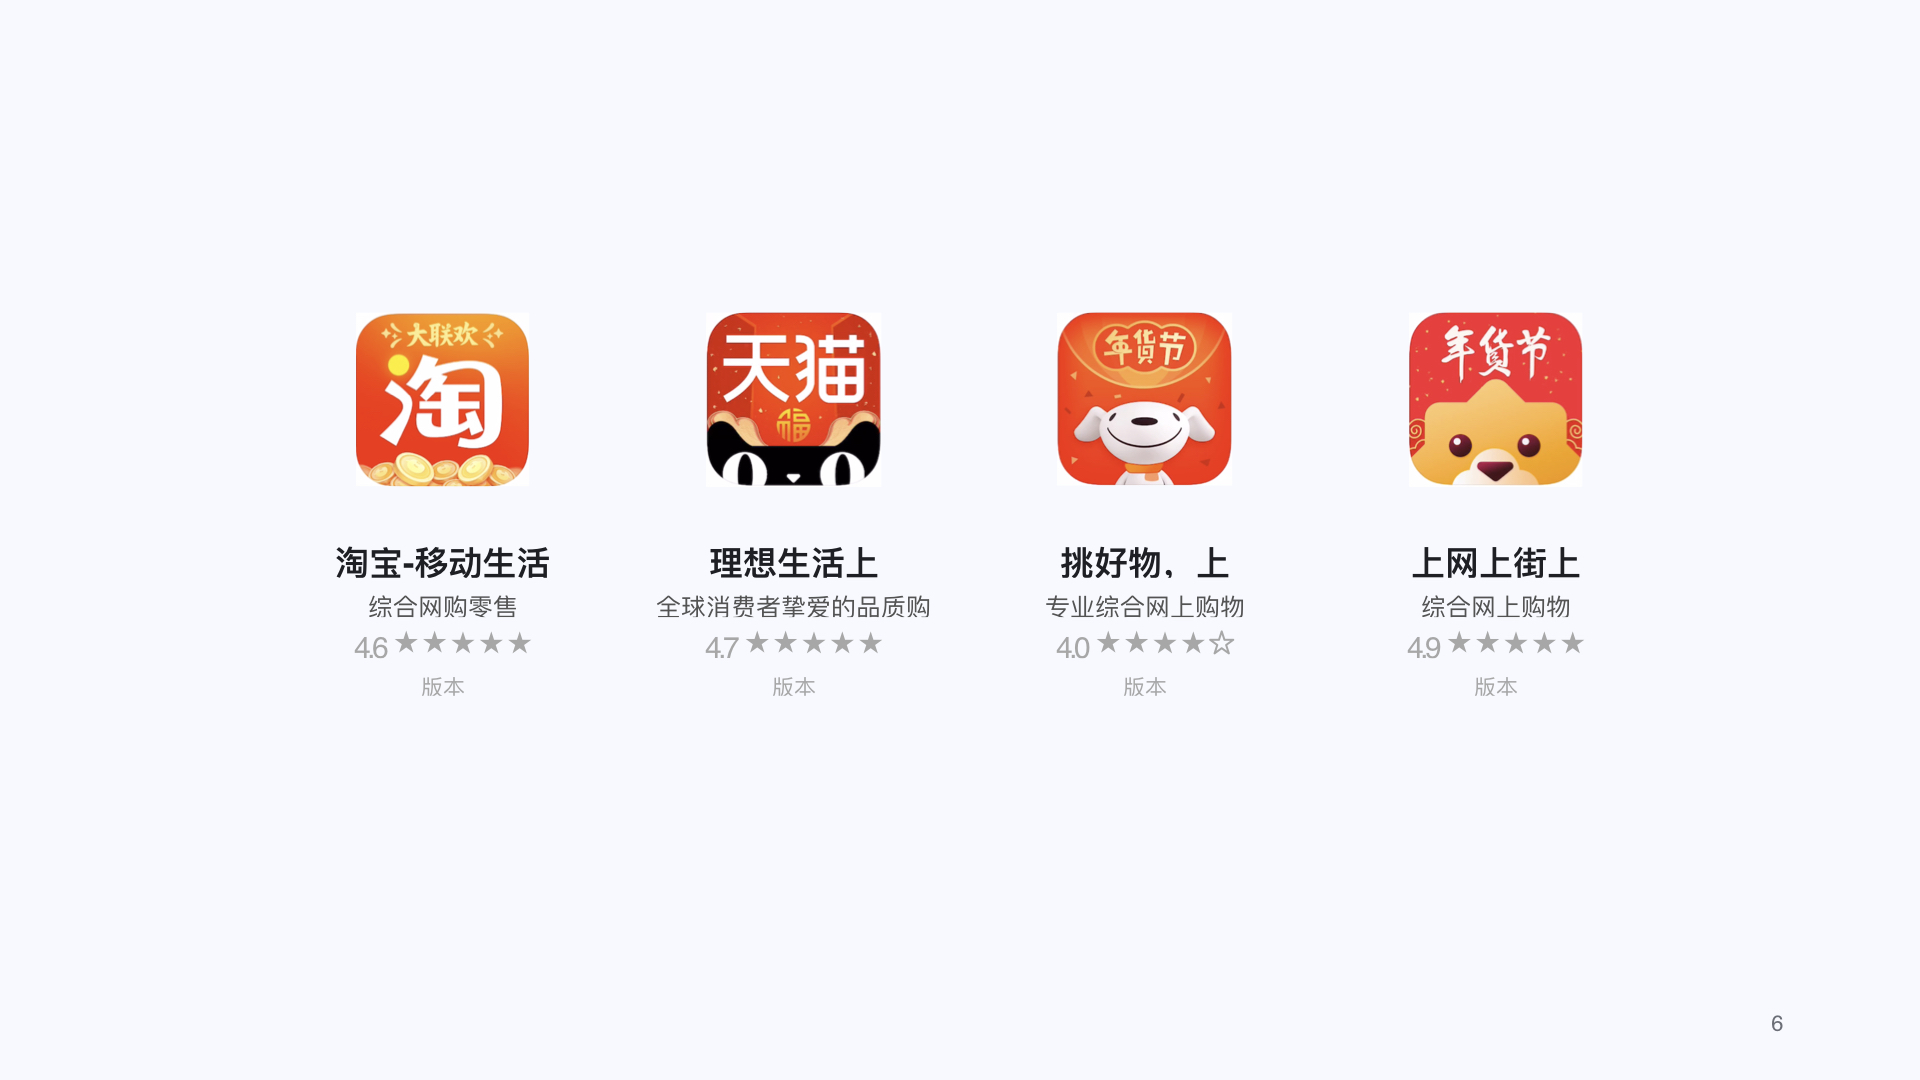 大联欢
淘
天猫
福
年货节
年货节
淘宝-移动生活
综合网购零售
4.6 ★★★★★
版本
理想生活上
全球消费者挚爱的品质购
4.7 ★★★★★
版本
挑好物，上
专业综合网上购物
4.0 ★★★★☆
版本
上网上街上
综合网上购物
4.9 ★★★★★
版本
6